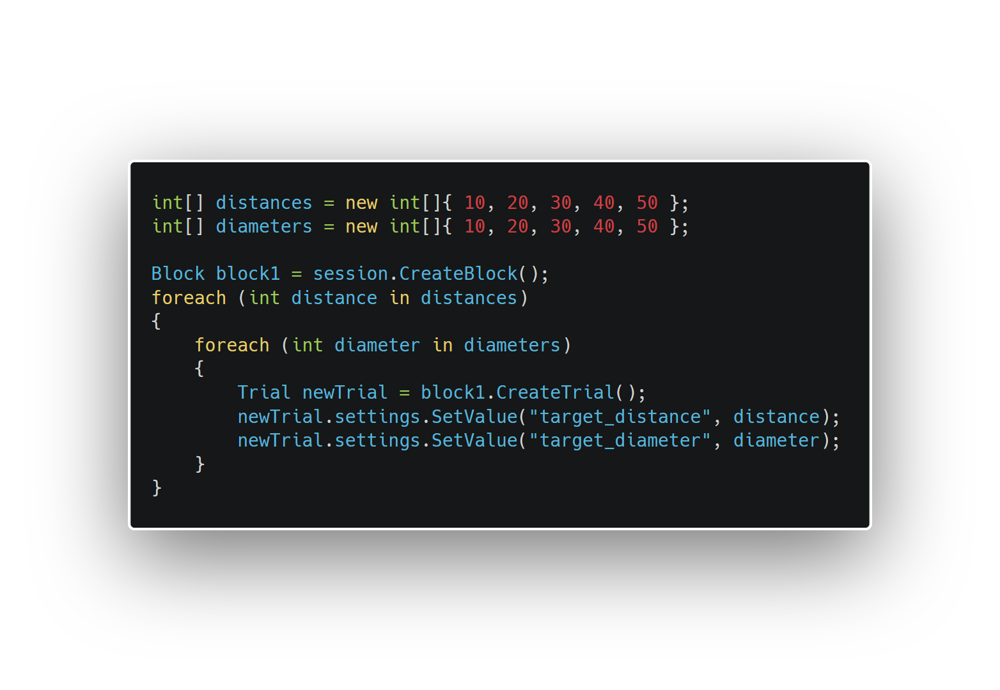 int[] distances = new int[]{ 10, 20, 30, 40, 50 };
int[] diameters = new int[]{ 10, 20, 30, 40, 50 };

Block block1 = session.CreateBlock();
foreach (int distance in distances)
{
    foreach (int diameter in diameters)
    {
        Trial newTrial = block1.CreateTrial();
        newTrial.settings.SetValue("target_distance", distance);
        newTrial.settings.SetValue("target_diameter", diameter);
    }
}